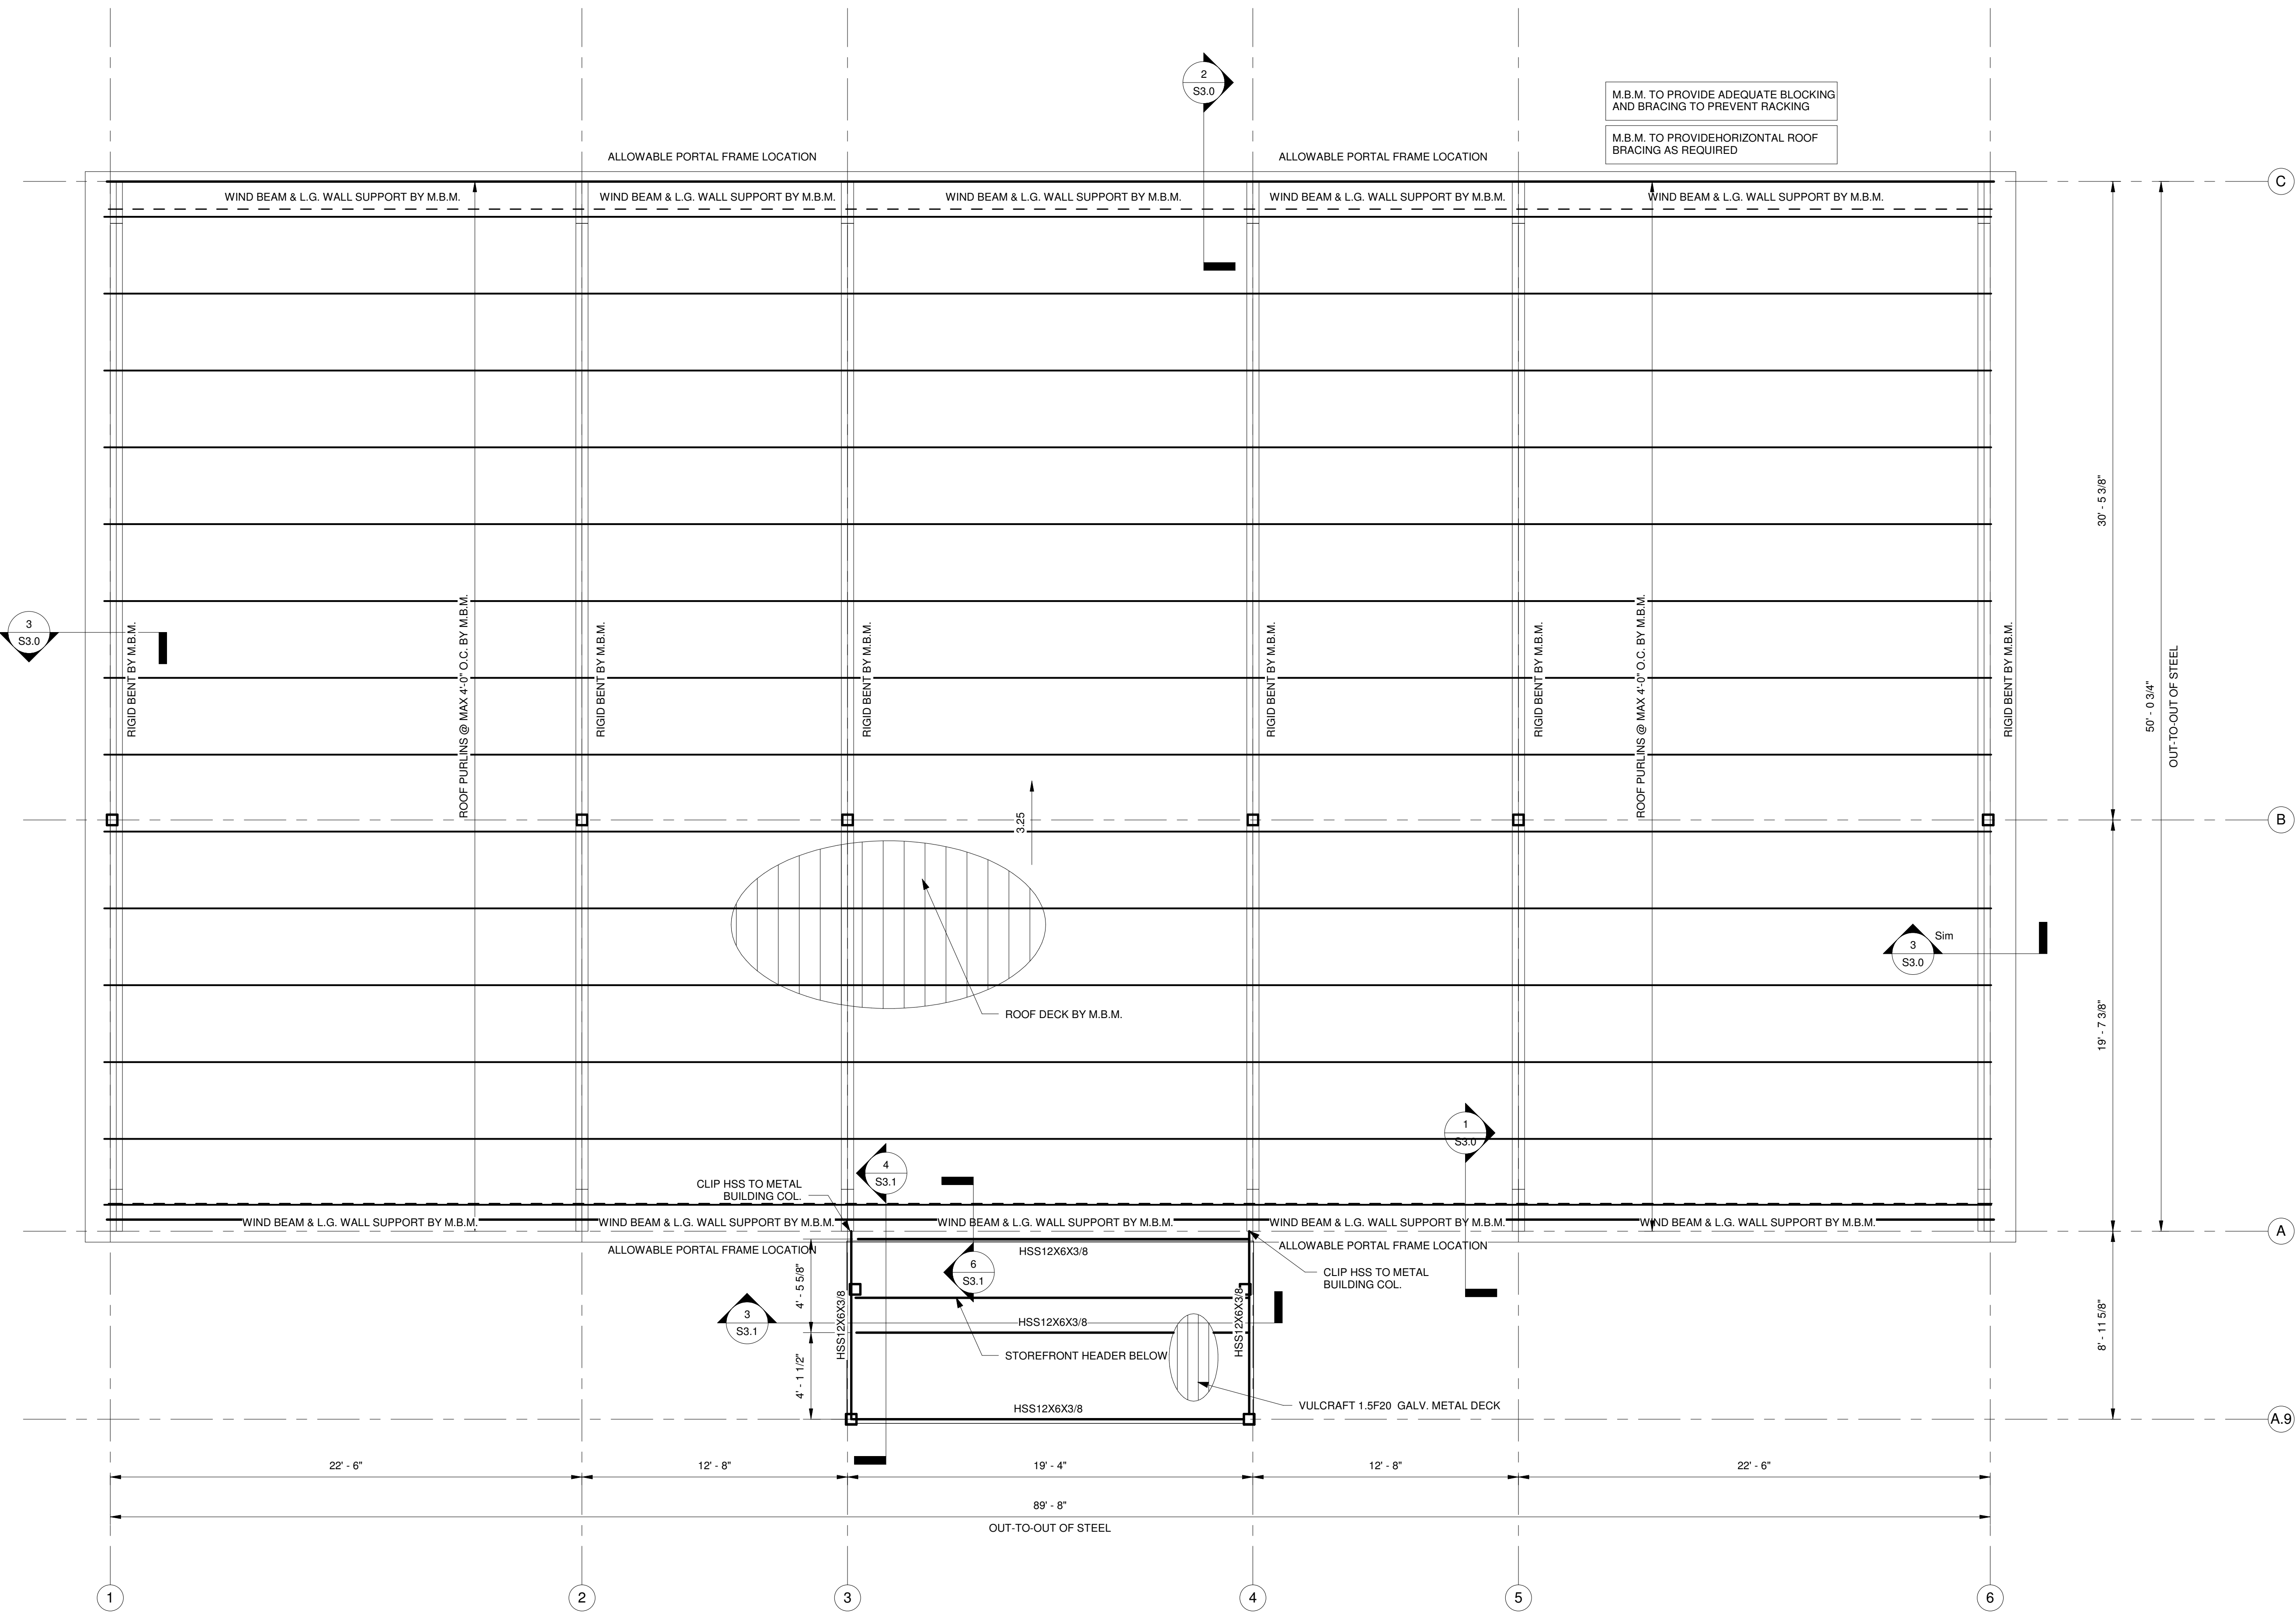 2
S3.0
M.B.M. TO PROVIDE ADEQUATE BLOCKING
AND BRACING TO PREVENT RACKING
M.B.M. TO PROVIDEHORIZONTAL ROOF
BRACING AS REQUIRED
ALLOWABLE PORTAL FRAME LOCATION
ALLOWABLE PORTAL FRAME LOCATION
C
WIND BEAM & L.G. WALL SUPPORT BY M.B.M.
WIND BEAM & L.G. WALL SUPPORT BY M.B.M.
WIND BEAM & L.G. WALL SUPPORT BY M.B.M.
WIND BEAM & L.G. WALL SUPPORT BY M.B.M.
WIND BEAM & L.G. WALL SUPPORT BY M.B.M.
30' - 5 3/8"
3
S3.0
RIGID BENT BY M.B.M.
ROOF PURLINS @ MAX 4'-0" O.C. BY M.B.M.
RIGID BENT BY M.B.M.
RIGID BENT BY M.B.M.
RIGID BENT BY M.B.M.
RIGID BENT BY M.B.M.
ROOF PURLINS @ MAX 4'-0" O.C. BY M.B.M.
RIGID BENT BY M.B.M.
50' - 0 3/4"
OUT-TO-OUT OF STEEL
3.25
B
3
S3.0
Sim
ROOF DECK BY M.B.M.
19' - 7 3/8"
1
S3.0
4
S3.1
CLIP HSS TO METAL
BUILDING COL.
WIND BEAM & L.G. WALL SUPPORT BY M.B.M.
WIND BEAM & L.G. WALL SUPPORT BY M.B.M.
WIND BEAM & L.G. WALL SUPPORT BY M.B.M.
WIND BEAM & L.G. WALL SUPPORT BY M.B.M.
WIND BEAM & L.G. WALL SUPPORT BY M.B.M.
A
ALLOWABLE PORTAL FRAME LOCATION
HSS12X6X3/8
ALLOWABLE PORTAL FRAME LOCATION
6
S3.1
CLIP HSS TO METAL
BUILDING COL.
4' - 5 5/8"
HSS12X6X3/8
HSS12X6X3/8
3
S3.1
HSS12X6X3/8
8' - 11 5/8"
STOREFRONT HEADER BELOW
4' - 1 1/2"
HSS12X6X3/8
VULCRAFT 1.5F20 GALV. METAL DECK
A.9
22' - 6"
12' - 8"
19' - 4"
12' - 8"
22' - 6"
89' - 8"
OUT-TO-OUT OF STEEL
1
2
3
4
5
6